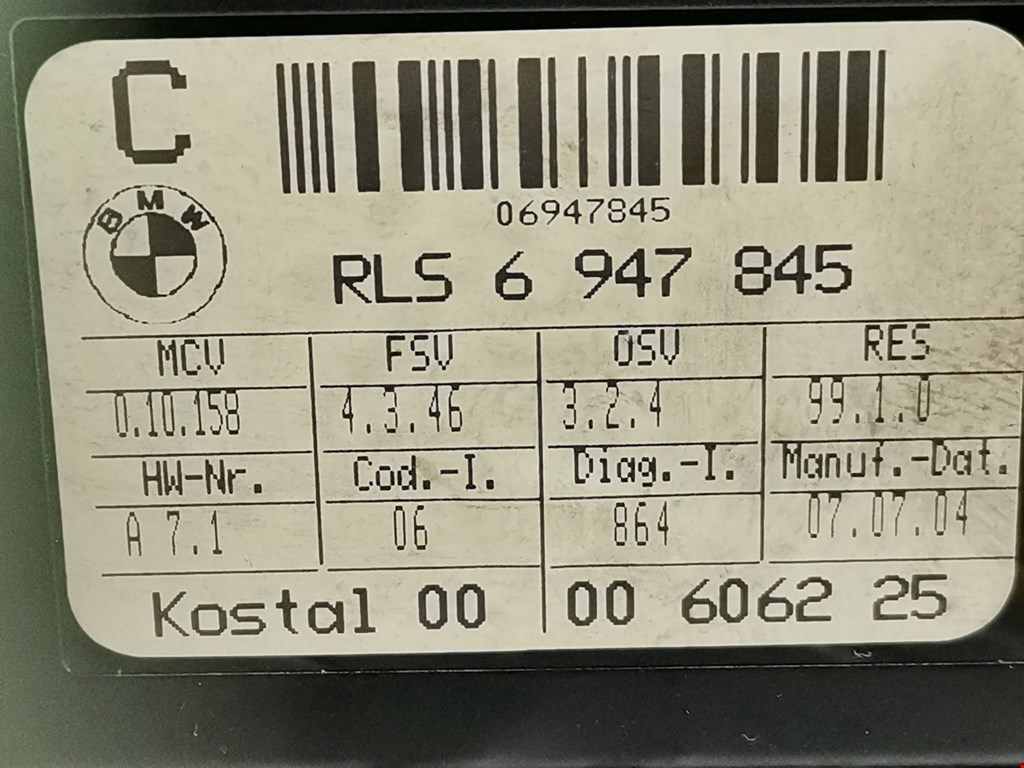 C
BMW
06947845
RLS 6 947 845
MCV FSV OSV RES
0.10.158 4.3.46 3.2.4 99.1.0
HW-Nr. Cod.-I. Diag.-I. Manuf.-Dat.
A 7.1 06 864 07.07.04
Kostal 00 00 6062 25